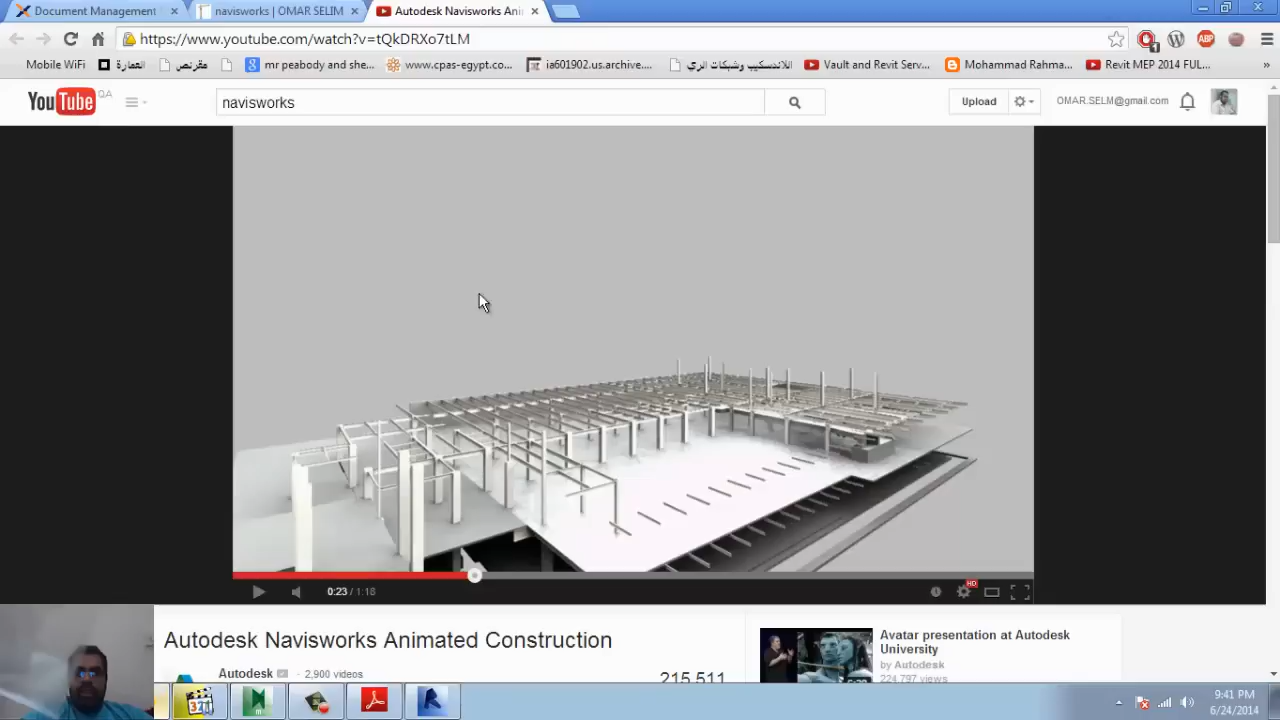 Document Management
navisworks | OMAR SELIM
Autodesk Navisworks Ani
https://www.youtube.com/watch?v=tQkDRXo7tLM
Mobile WiFi
العمارة
مقرنص
mr peabody and she...
www.cpas-egypt.co...
ia601902.us.archive...
اللاندسكيب وشبكات الري
Vault and Revit Serv...
Mohammad Rahma...
Revit MEP 2014 FUL...
»
YouTube QA
navisworks
Upload
OMAR.SELM@gmail.com
0:23 / 1:18
HD
Autodesk Navisworks Animated Construction
Autodesk
· 2,900 videos
215,511
Avatar presentation at Autodesk
University
by Autodesk
224,797 views
321
9:41 PM
6/24/2014